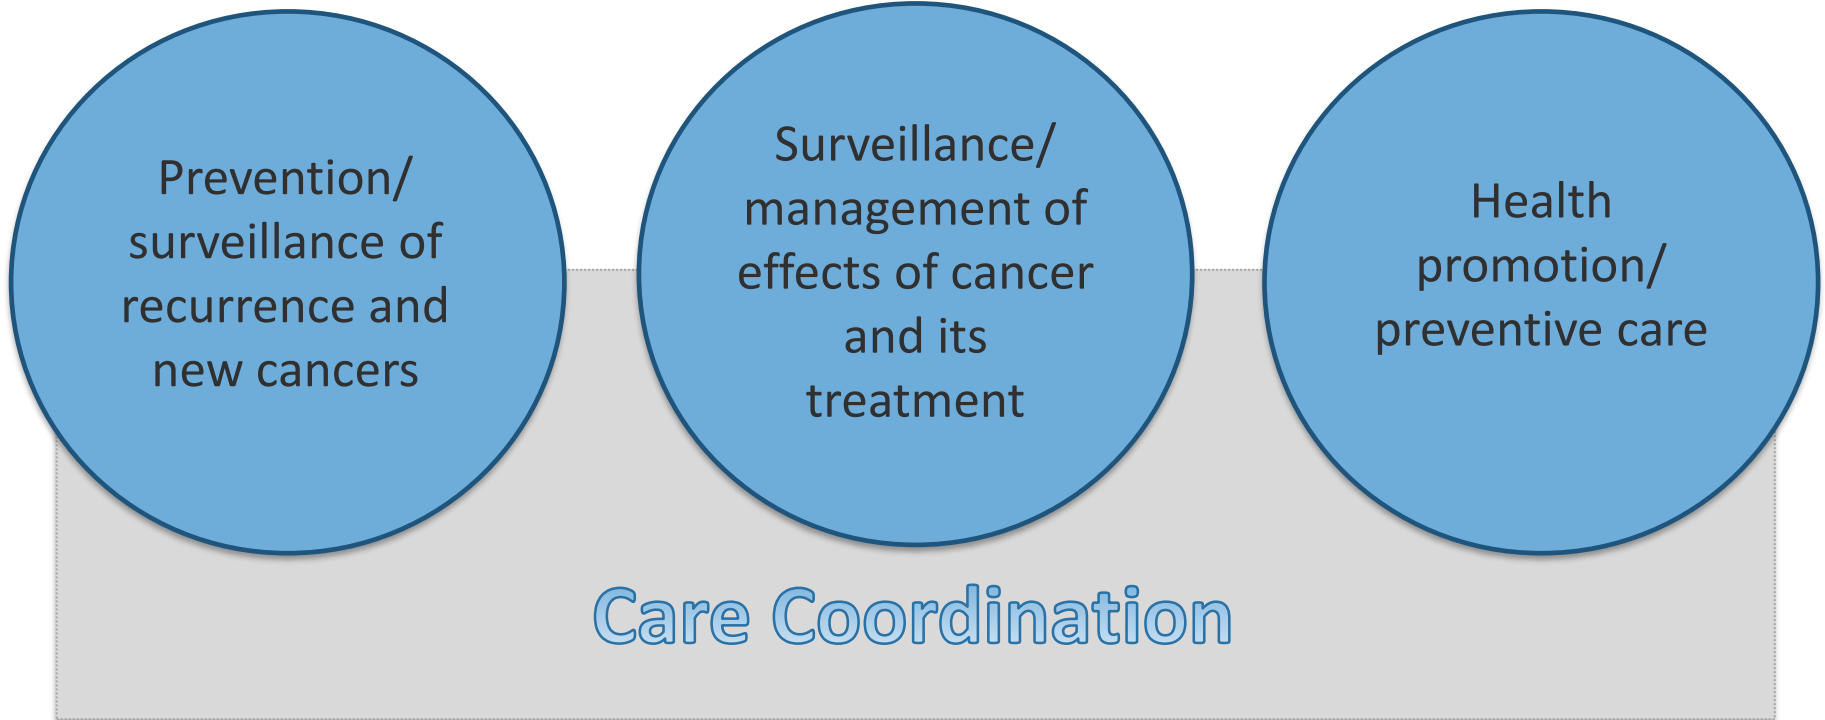 Prevention/
surveillance of
recurrence and
new cancers
Surveillance/
management of
effects of cancer
and its
treatment
Health
promotion/
preventive care
Care Coordination